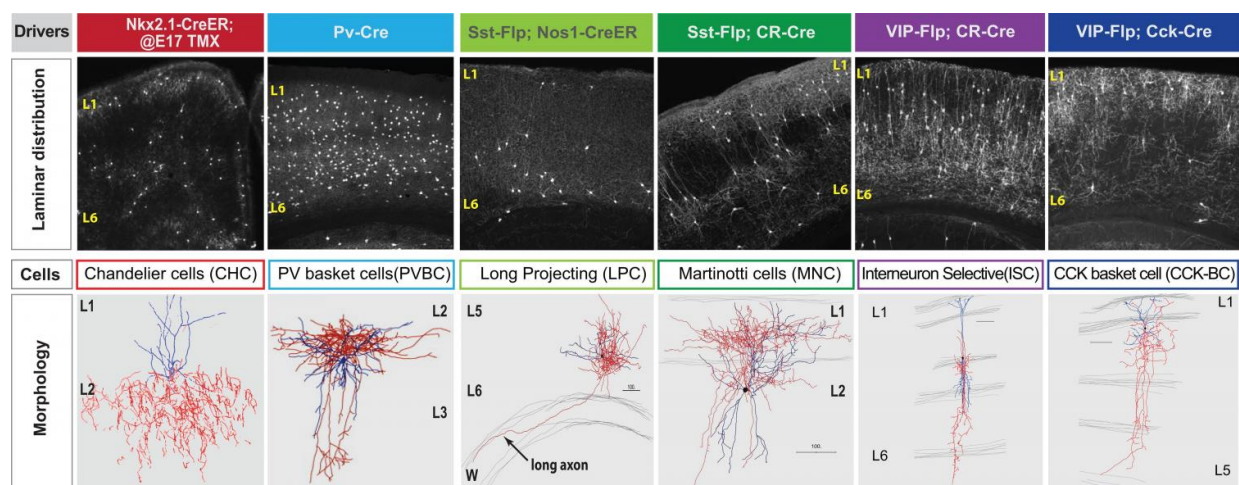 Drivers
Nkx2.1-CreER;
@E17 TMX
Pv-Cre
Sst-Flp; Nos1-CreER
Sst-Flp; CR-Cre
VIP-Flp; CR-Cre
VIP-Flp; Cck-Cre
Laminar distribution
L1
L6
L1
L6
L1
L6
L1
L6
L1
L6
L1
L6
Cells
Chandelier cells (CHC)
PV basket cells(PVBC)
Long Projecting (LPC)
Martinotti cells (MNC)
Interneuron Selective(ISC)
CCK basket cell (CCK-BC)
Morphology
L1
L2
L2
L3
L5
L6
100.
long axon
W
L1
L2
100.
L1
L6
L1
L5